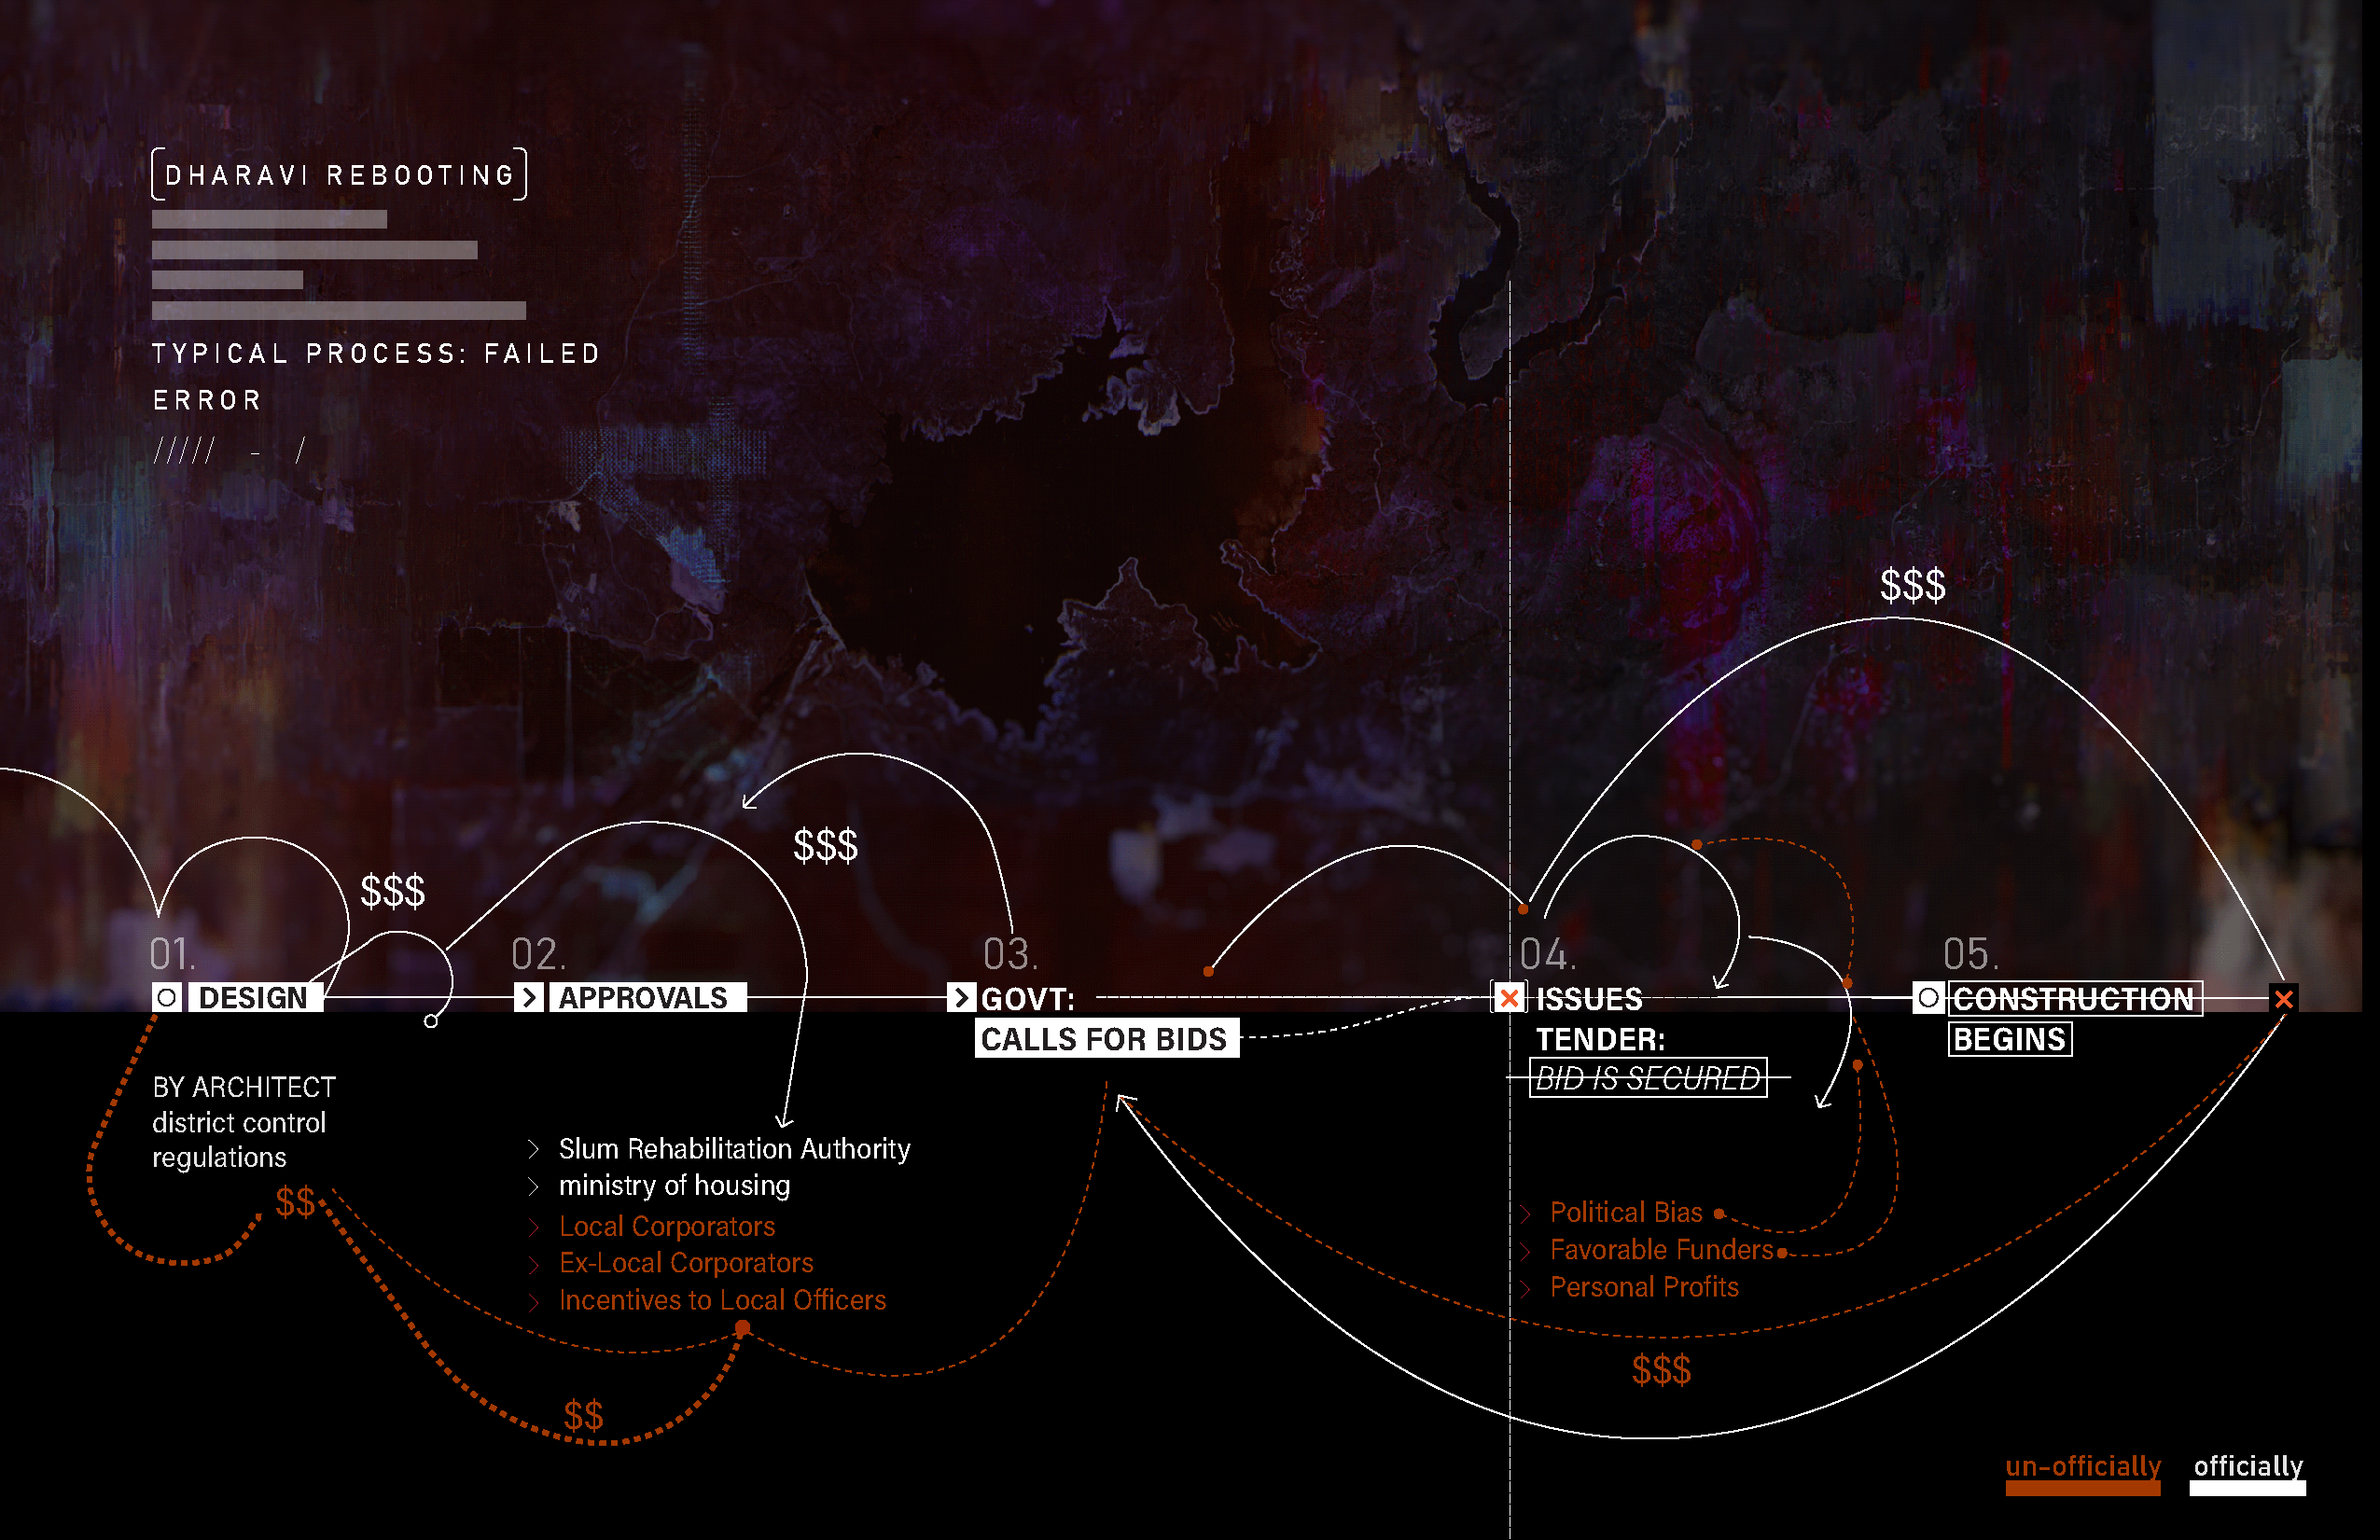 DHARAVI REBOOTING
TYPICAL PROCESS: FAILED
ERROR
///// - /
$$$
$$$
$$$
01.
DESIGN
BY ARCHITECT
district control
regulations
$$
02.
APPROVALS
Slum Rehabilitation Authority
ministry of housing
Local Corporators
Ex-Local Corporators
Incentives to Local Officers
$$
03.
GOVT:
CALLS FOR BIDS
04.
ISSUES
TENDER:
BID IS SECURED
Political Bias
Favorable Funders
Personal Profits
$$$
05.
CONSTRUCTION
BEGINS
un-officially officially